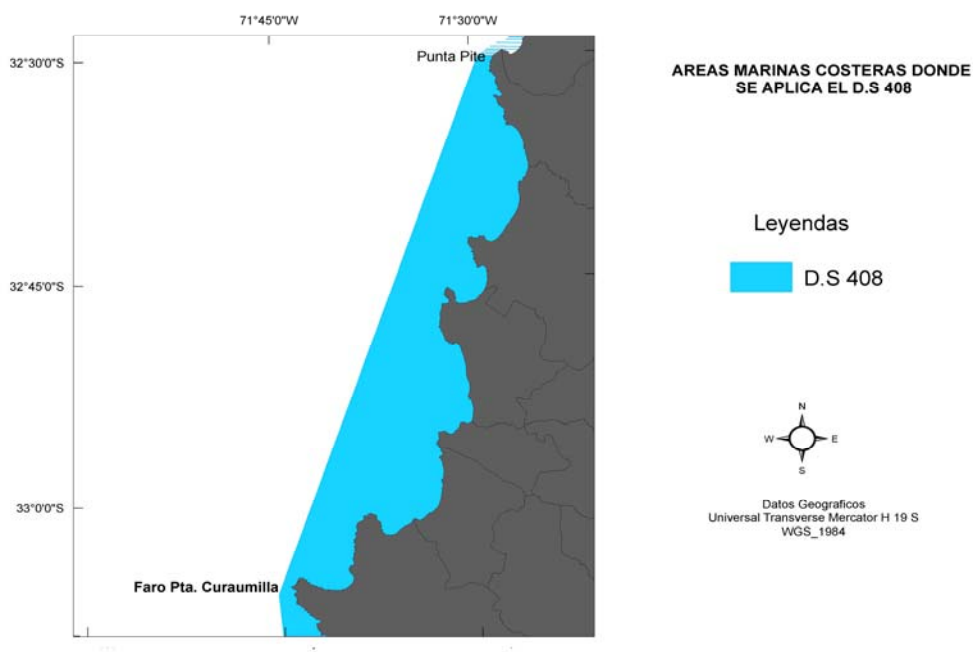 71°45'0"W
71°30'0"W
32°30'0"S
Punta Pite
AREAS MARINAS COSTERAS DONDE
SE APLICA EL D.S 408
Leyendas
D.S 408
32°45'0"S
N
W
E
S
33°0'0"S
Datos Geograficos
Universal Transverse Mercator H 19 S
WGS_1984
Faro Pta. Curaumilla